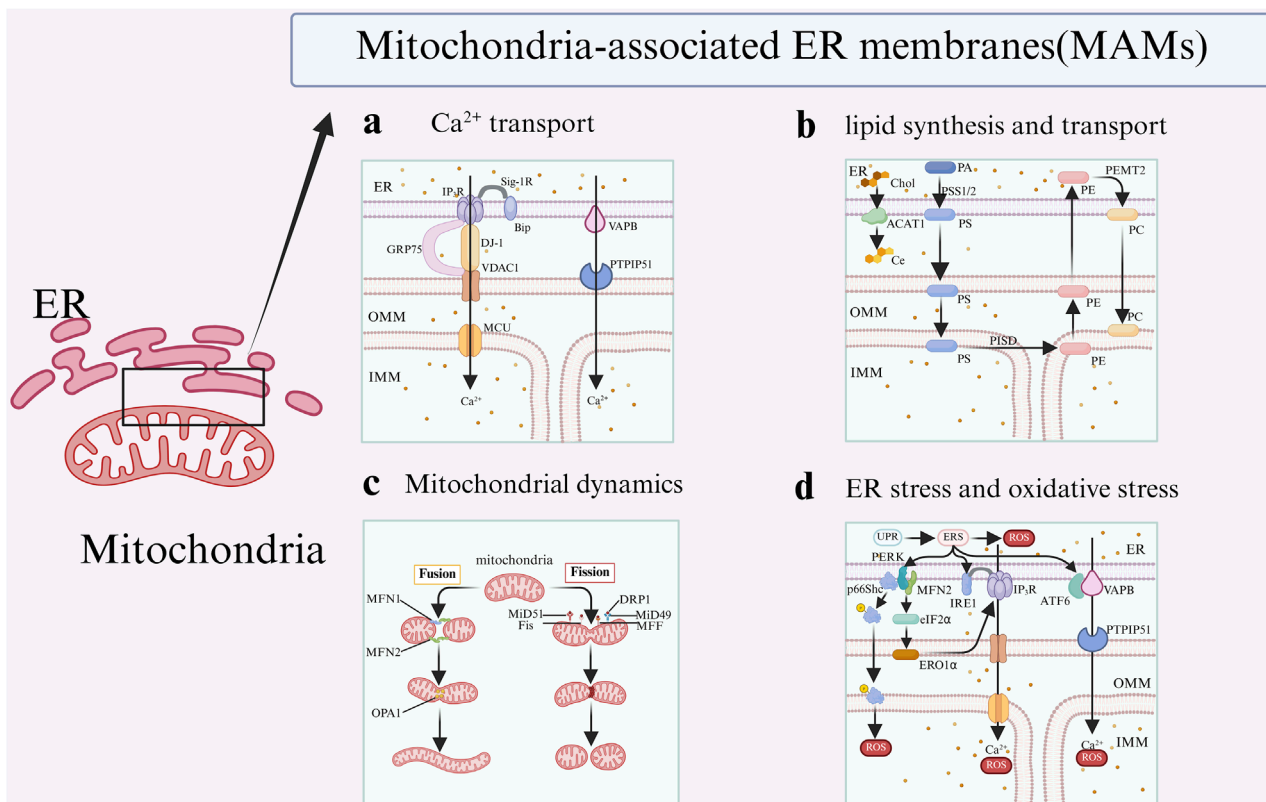 Mitochondria-associated ER membranes(MAMs)
ER
Mitochondria
a Ca²⁺ transport
ER
IP₃R
Sig-1R
Bip
VAPB
GRP75
DJ-1
VDAC1
PTPIP51
OMM
MCU
IMM
Ca²⁺
Ca²⁺
b lipid synthesis and transport
ER
Chol
PA
PSS1/2
PE
PEMT2
ACAT1
PS
PC
Ce
PS
PE
OMM
PC
PISD
PS
PE
IMM
c Mitochondrial dynamics
mitochondria
Fusion
Fission
MFN1
DRP1
MiD51
MiD49
Fis
MFF
MFN2
OPA1
d ER stress and oxidative stress
UPR
ERS
ROS
ER
PERK
p66Shc
MFN2
IRE1
IP₃R
ATF6
VAPB
eIF2α
PTPIP51
ERO1α
OMM
IMM
ROS
Ca²⁺
ROS
Ca²⁺
ROS